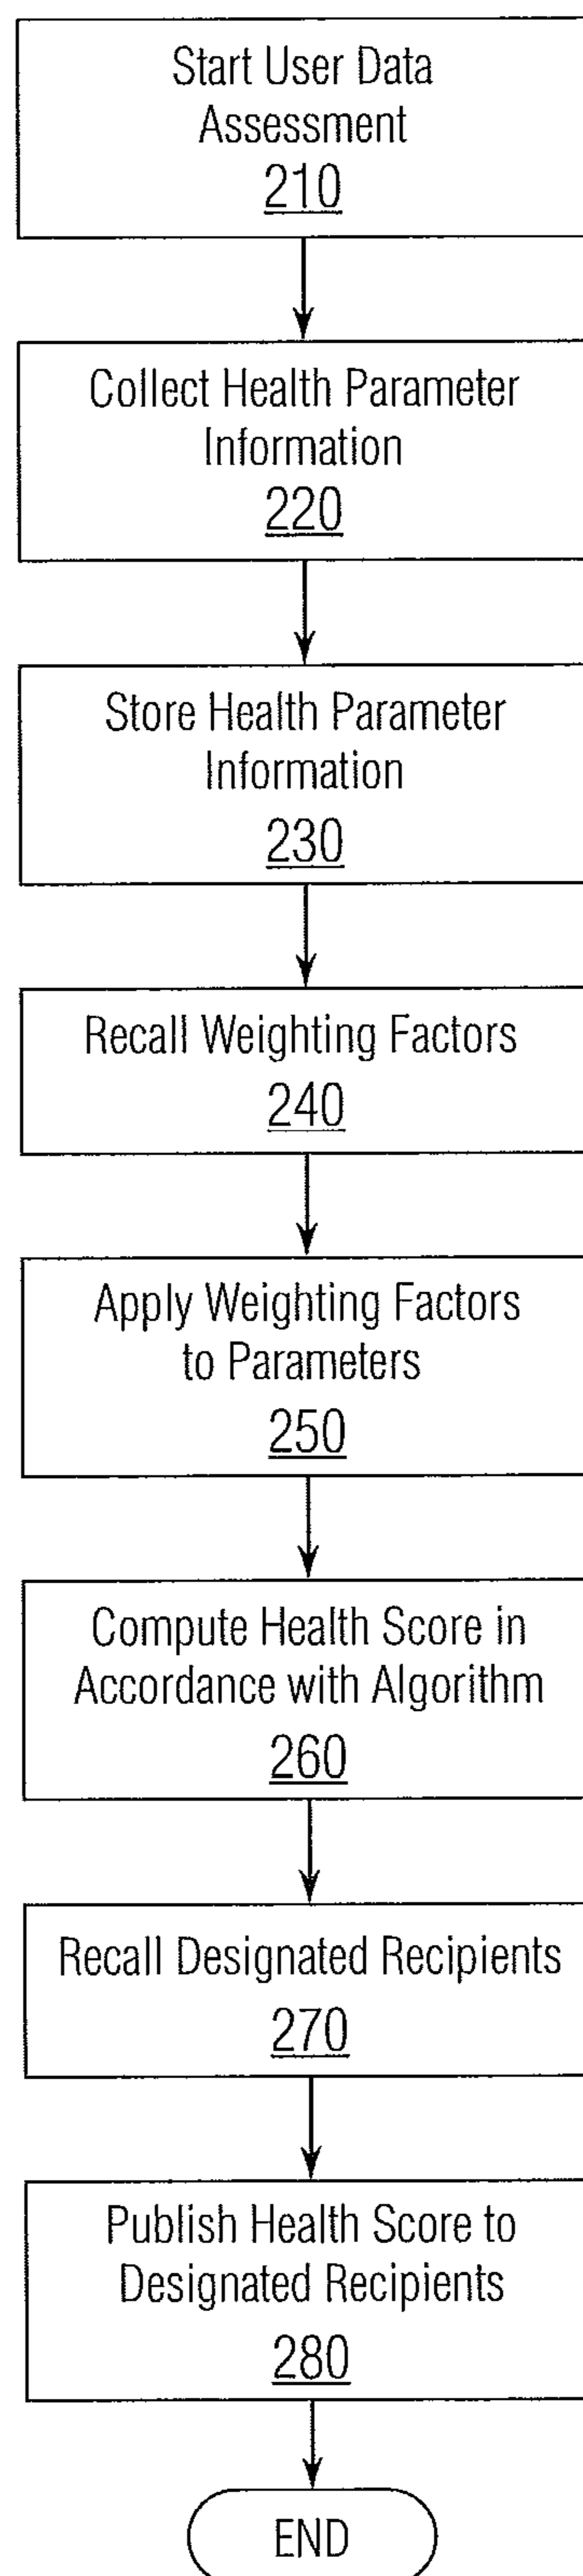 Start User Data
Assessment
210
Collect Health Parameter
Information
220
Store Health Parameter
Information
230
Recall Weighting Factors
240
Apply Weighting Factors
to Parameters
250
Compute Health Score in
Accordance with Algorithm
260
Recall Designated Recipients
270
Publish Health Score to
Designated Recipients
280
END